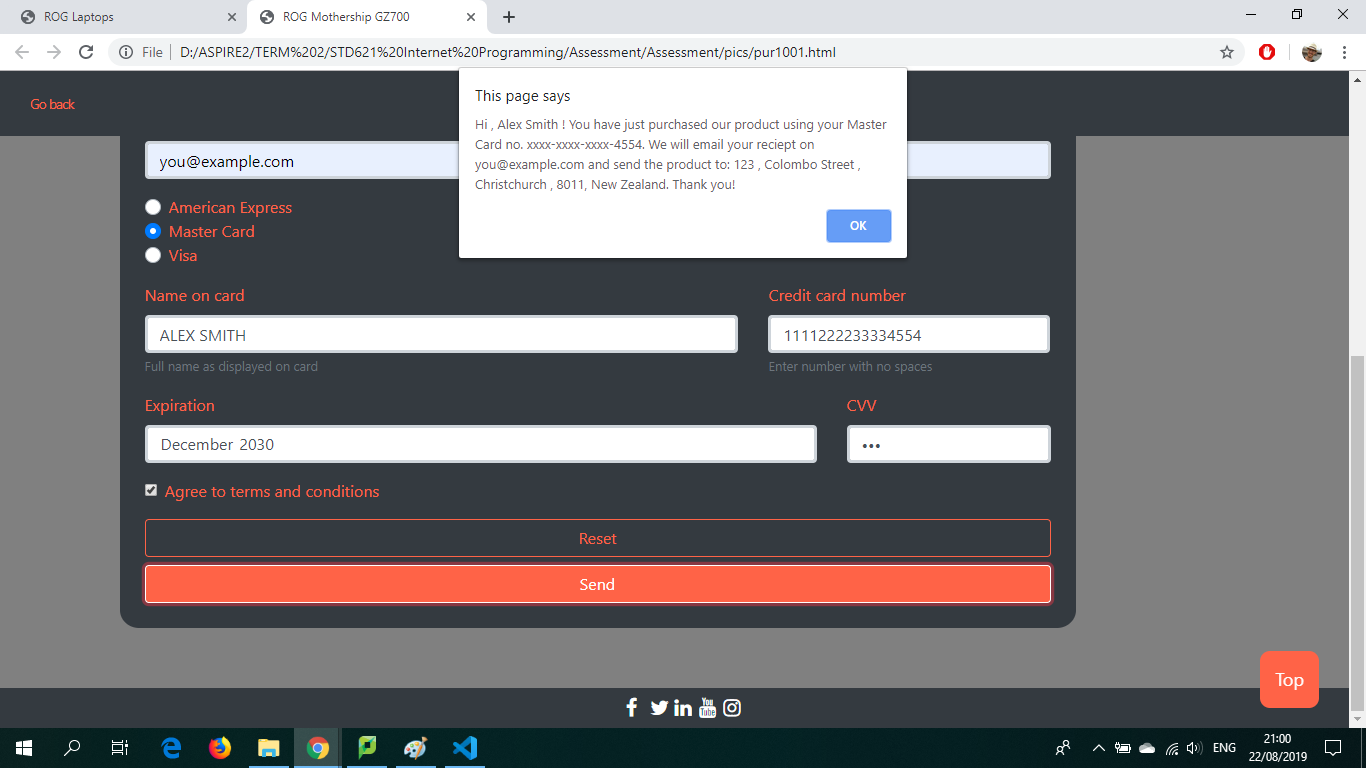 ROG Laptops
ROG Mothership GZ700
File
D:/ASPIRE2/TERM%202/STD621%20Internet%20Programming/Assessment/Assessment/pics/pur1001.html
Go back
This page says
Hi , Alex Smith ! You have just purchased our product using your Master
Card no. xxxx-xxxx-xxxx-4554. We will email your reciept on
you@example.com and send the product to: 123 , Colombo Street ,
Christchurch , 8011, New Zealand. Thank you!
OK
you@example.com
American Express
Master Card
Visa
Name on card
Credit card number
ALEX SMITH
1111222233334554
Full name as displayed on card
Enter number with no spaces
Expiration
CVV
December 2030
•••
Agree to terms and conditions
Reset
Send
Top
You
Tube
ENG
21:00
22/08/2019